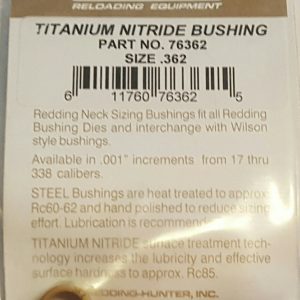 RELOADING EQUIPMENT
TITANIUM NITRIDE BUSHING
PART NO. 76362
SIZE .362
6 11760 76362 5
Redding Neck Sizing Bushings fit all Redding
Bushing Dies and interchange with Wilson
style bushings.
Available in .001" increments from 17 thru
338 calibers.
STEEL Bushings are heat treated to approx.
Rc60-62 and hand polished to reduce sizing
effort. Lubrication is recommended
TITANIUM NITRIDE surface treatment tech-
nology increases the lubricity and effective
surface hardness to approx. Rc85.
REDDING-HUNTER, INC.